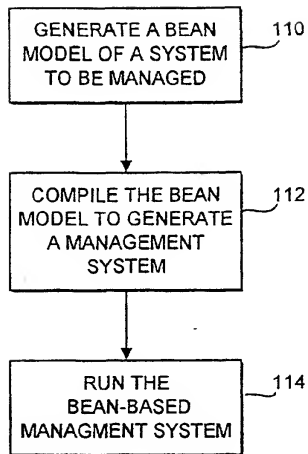 GENERATE A BEAN
MODEL OF A SYSTEM
TO BE MANAGED
110
COMPILE THE BEAN
MODEL TO GENERATE
A MANAGEMENT
SYSTEM
112
RUN THE
BEAN-BASED
MANAGMENT SYSTEM
114